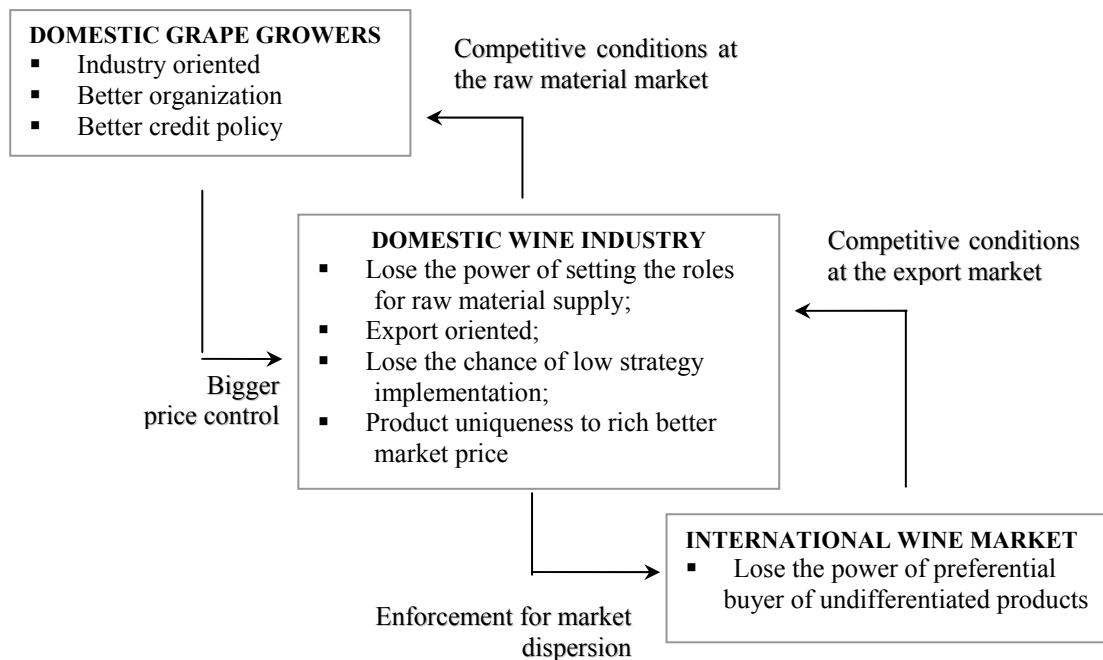 DOMESTIC GRAPE GROWERS
▪ Industry oriented
▪ Better organization
▪ Better credit policy
Competitive conditions at
the raw material market
DOMESTIC WINE INDUSTRY
▪ Lose the power of setting the roles
for raw material supply;
▪ Export oriented;
▪ Lose the chance of low strategy
implementation;
▪ Product uniqueness to rich better
market price
Competitive conditions
at the export market
Bigger
price control
INTERNATIONAL WINE MARKET
▪ Lose the power of preferential
buyer of undifferentiated products
Enforcement for market
dispersion